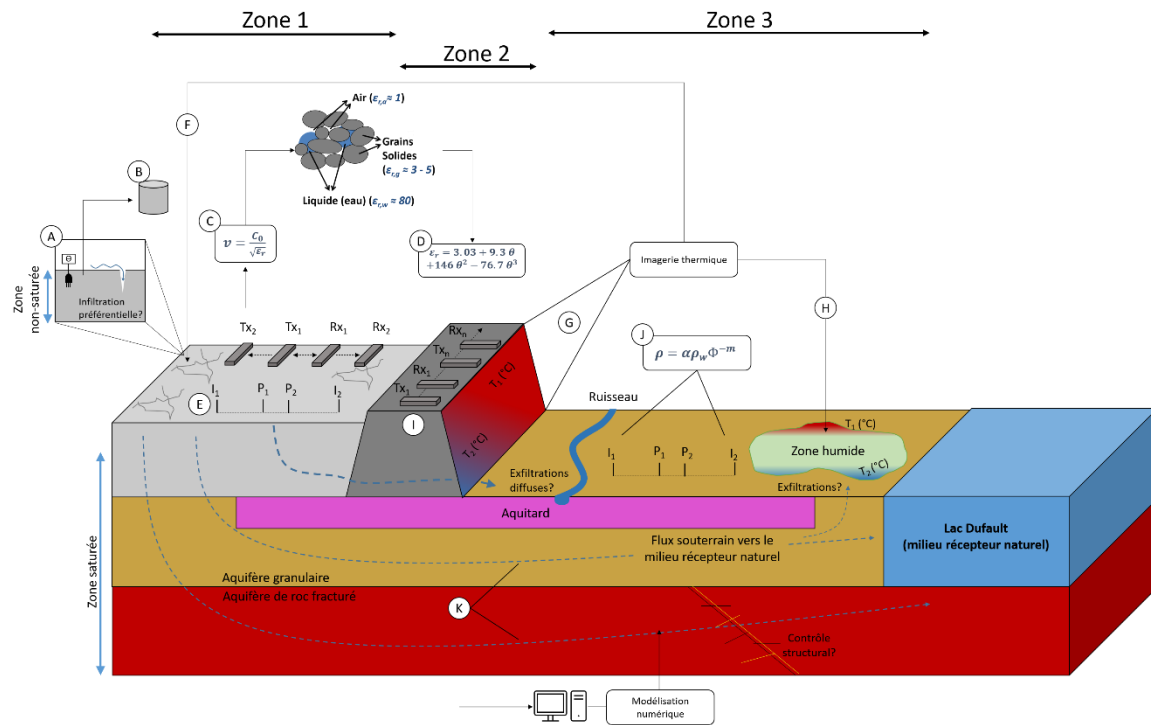 Zone 1
Zone 2
Zone 3
Air (εr,a ≈ 1)
Grains
Solides
(εr,g ≈ 3 - 5)
Liquide (eau) (εr,w ≈ 80)
F
B
A
C
v = C₀/√εr
D
εr = 3.03 + 9.3 θ
+146 θ² − 76.7 θ³
Imagerie thermique
θ
Infiltration
préférentielle?
Zone
non-saturée
G
H
J
ρ = αρwΦ⁻ᵐ
Tx₂
Tx₁
Rx₁
Rx₂
Rxₙ
Txₙ
Rx₁
Tx₁
T₁ (°C)
T₂ (°C)
E
I₁
P₁
P₂
I₂
I
Ruisseau
I₁
P₁
P₂
I₂
T₁ (°C)
Zone humide
T₂ (°C)
Exfiltrations
diffuses?
Exfiltrations?
Aquitard
Lac Dufault
(milieu récepteur naturel)
Flux souterrain vers le
milieu récepteur naturel
Zone saturée
Aquifère granulaire
Aquifère de roc fracturé
K
Contrôle
structural?
Modélisation
numérique